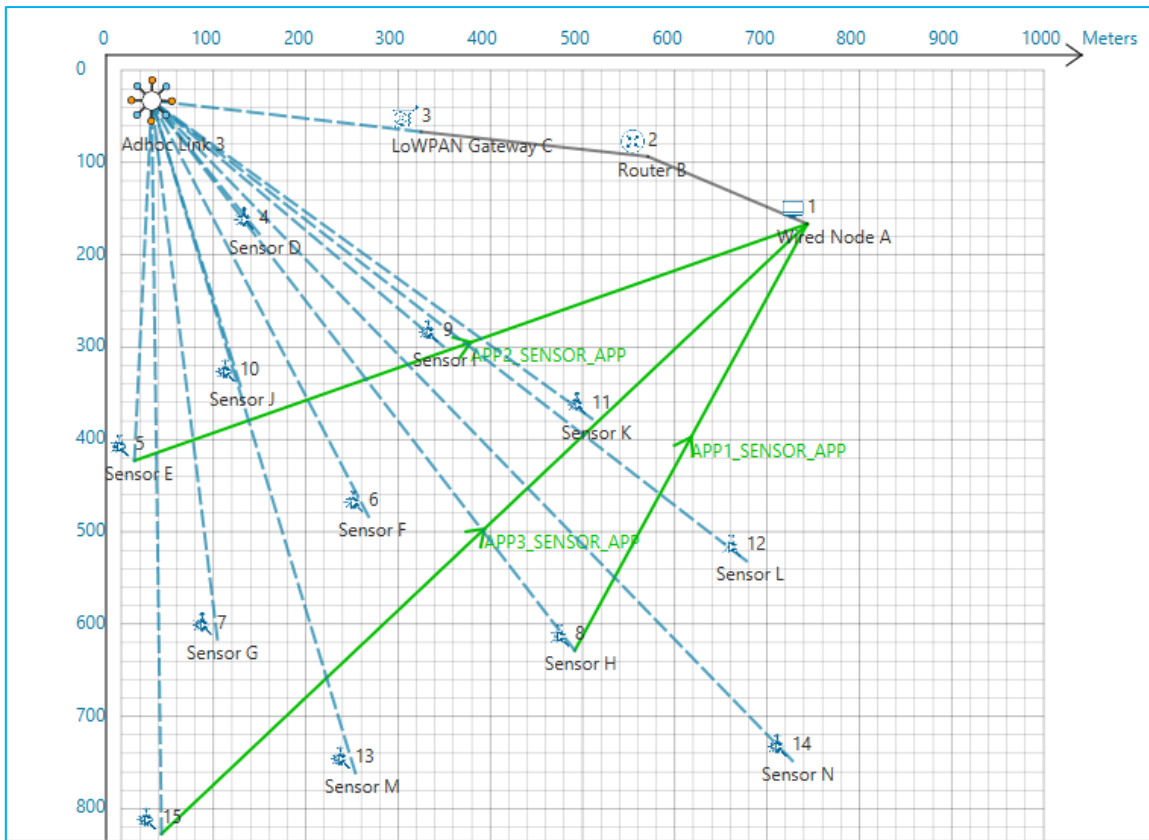 0 100 200 300 400 500 600 700 800 900 1000 Meters
0
3
LoWPAN Gateway C
2
Router B
Adhoc Link 3
100
1
Wired Node A
4
Sensor D
200
9
Sensor I
300
APP2_SENSOR_APP
10
Sensor J
11
Sensor K
400
5
Sensor E
APP1_SENSOR_APP
6
Sensor F
500
APP3_SENSOR_APP
12
Sensor L
600
7
Sensor G
8
Sensor H
700
13
Sensor M
14
Sensor N
800
15